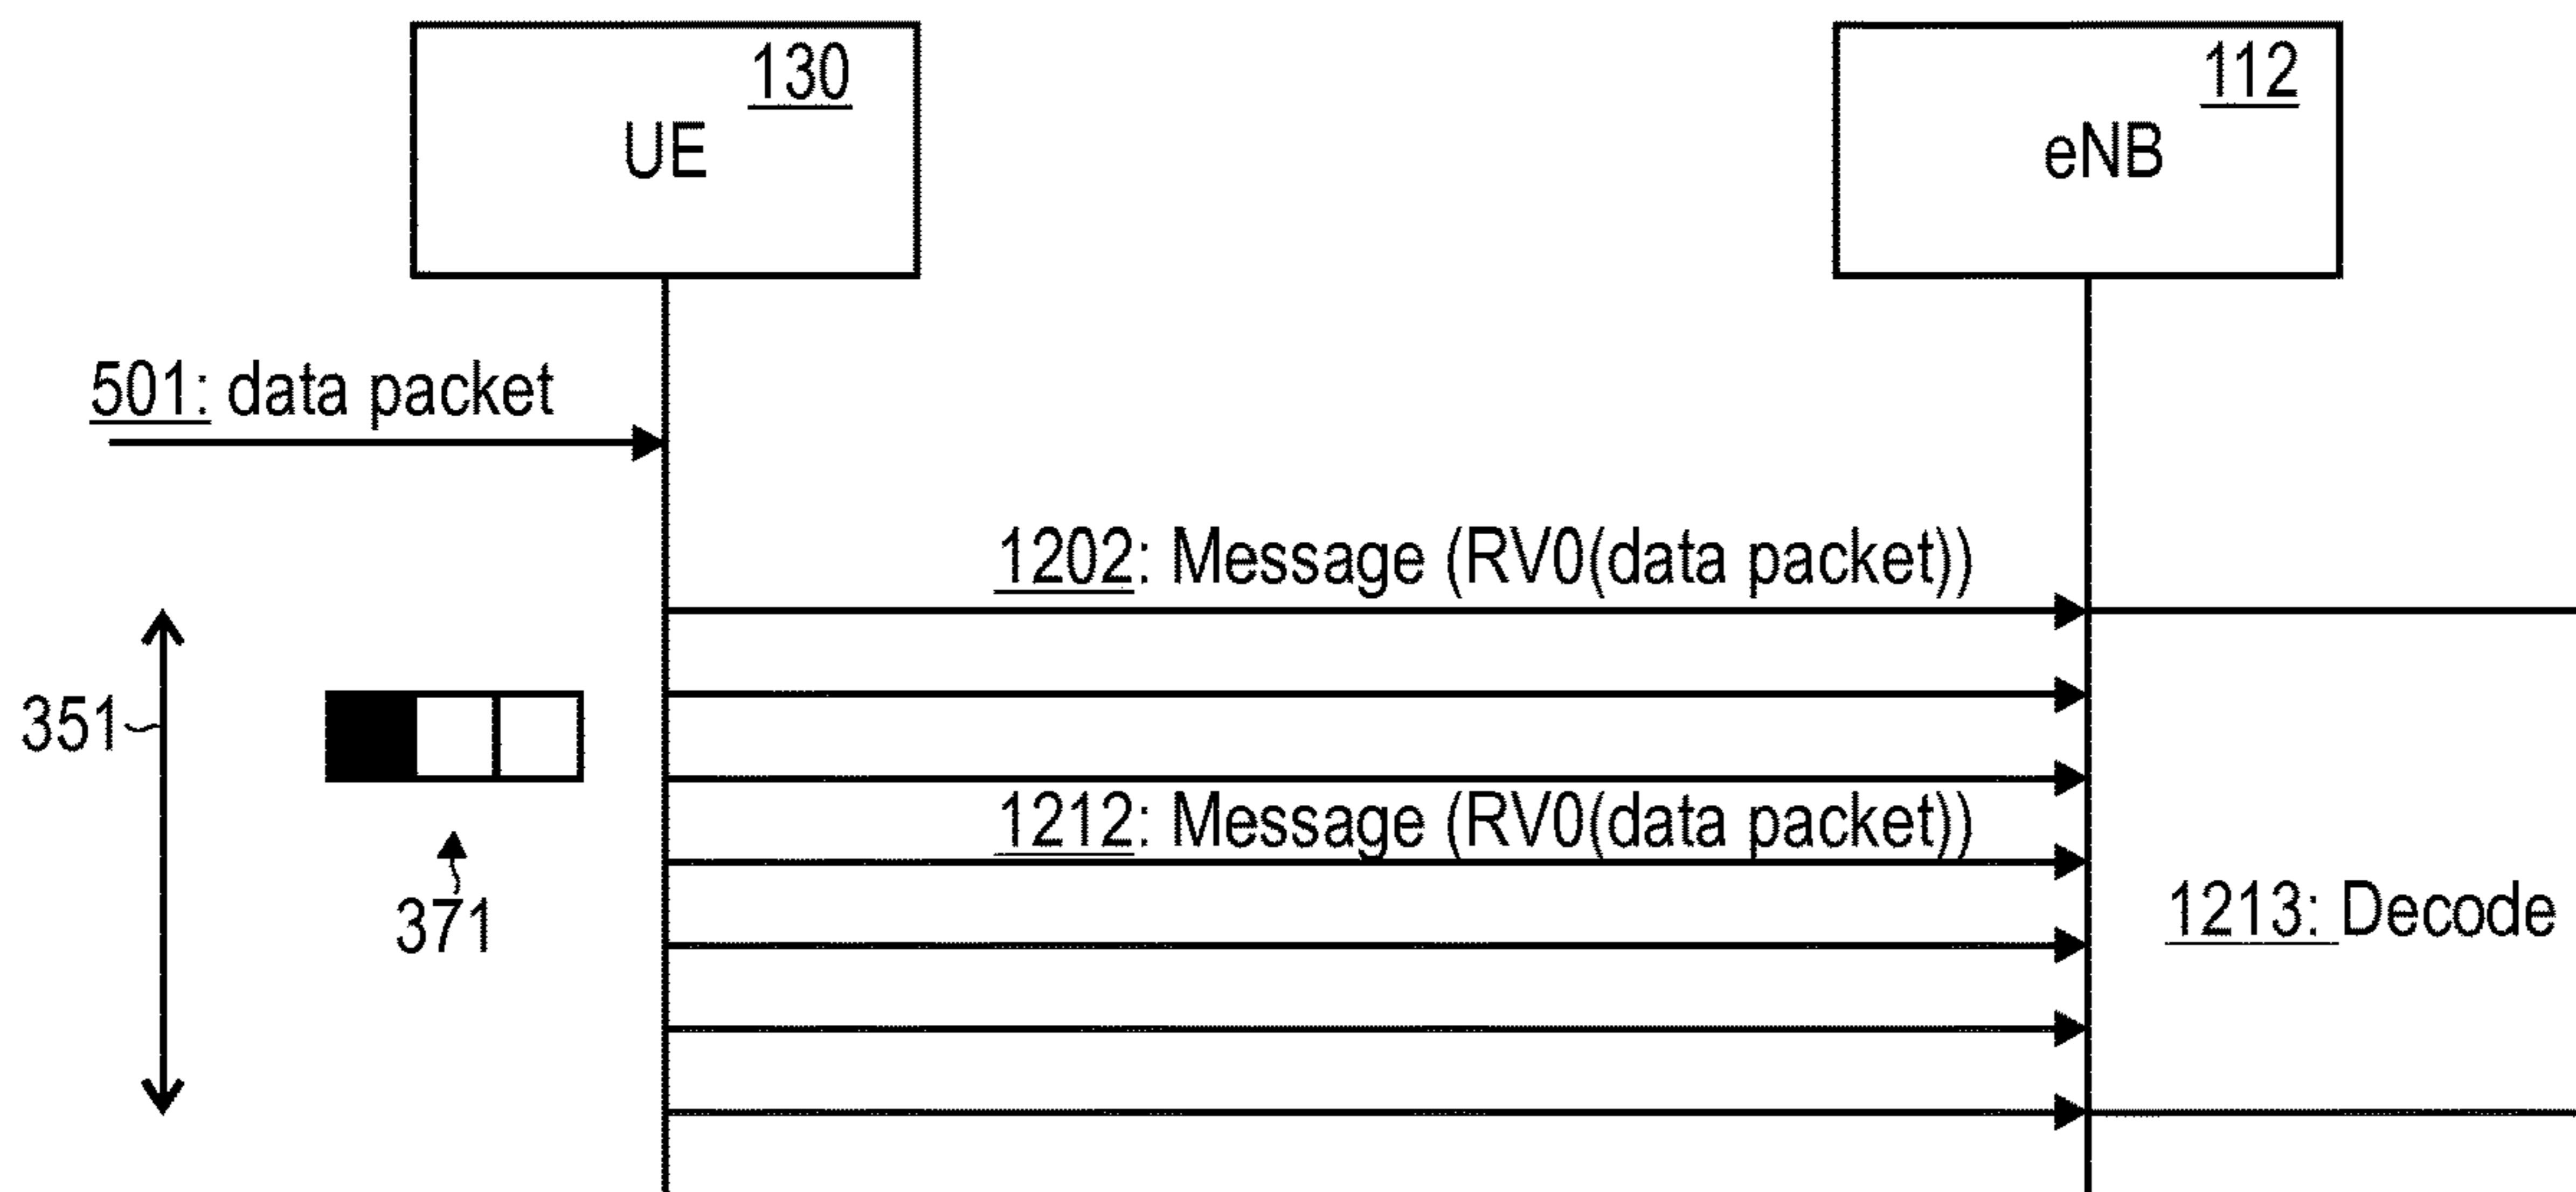 130
UE
112
eNB
501: data packet
1202: Message (RV0(data packet))
351
1212: Message (RV0(data packet))
371
1213: Decode